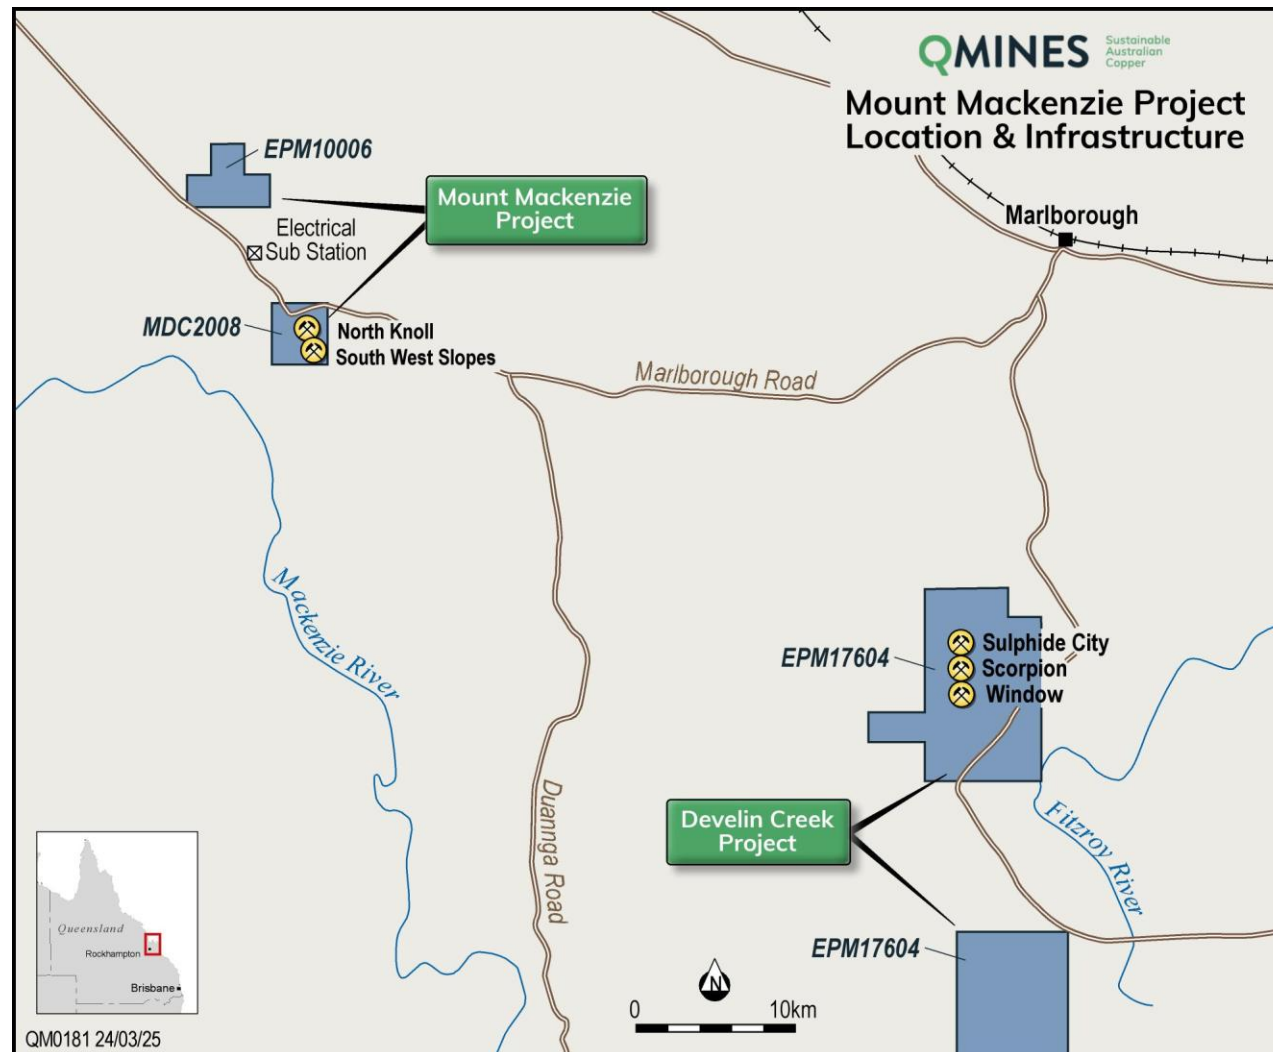 QMINES
Sustainable
Australian
Copper
Mount Mackenzie Project
Location & Infrastructure
EPM10006
Mount Mackenzie
Project
Electrical
Sub Station
Marlborough
MDC2008
North Knoll
South West Slopes
Marlborough Road
Mackenzie River
EPM17604
Sulphide City
Scorpion
Window
Duannga Road
Develin Creek
Project
Fitzroy River
EPM17604
Queensland
Rockhampton
Brisbane
N
0 10km
QM0181 24/03/25